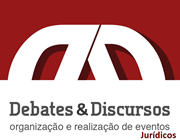 Debates & Discursos
organização e realização de eventos
Jurídicos